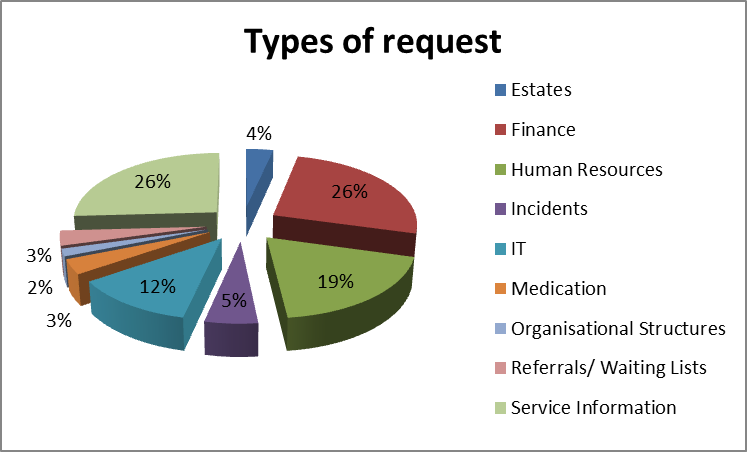 Types of request
4%
26%
19%
5%
12%
3%
2%
3%
26%
Estates
Finance
Human Resources
Incidents
IT
Medication
Organisational Structures
Referrals/ Waiting Lists
Service Information